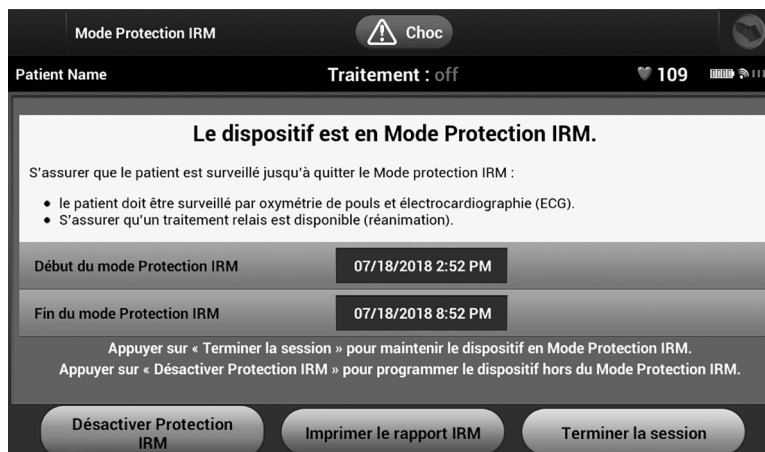 Mode Protection IRM
Choc
Patient Name
Traitement : off
109
Le dispositif est en Mode Protection IRM.
S'assurer que le patient est surveillé jusqu'à quitter le Mode protection IRM :
• le patient doit être surveillé par oxymétrie de pouls et électrocardiographie (ECG).
• S'assurer qu'un traitement relais est disponible (réanimation).
Début du mode Protection IRM
07/18/2018 2:52 PM
Fin du mode Protection IRM
07/18/2018 8:52 PM
Appuyer sur « Terminer la session » pour maintenir le dispositif en Mode Protection IRM.
Appuyer sur « Désactiver Protection IRM » pour programmer le dispositif hors du Mode Protection IRM.
Désactiver Protection
IRM
Imprimer le rapport IRM
Terminer la session